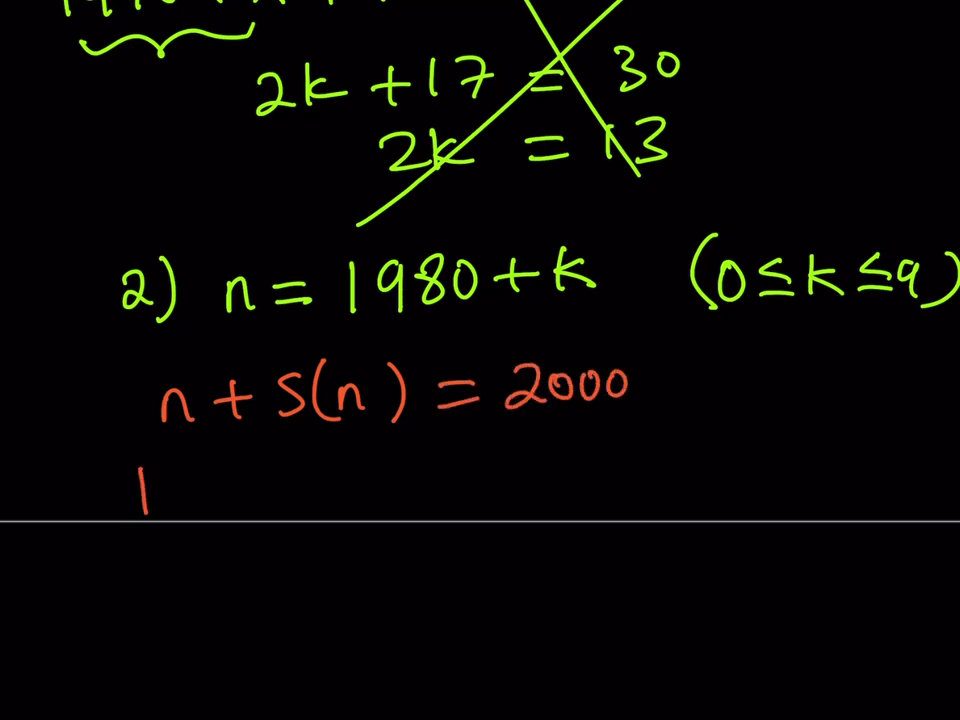 2k + 17 = 30
2k = 13
2) n = 1980 + k (0 ≤ k ≤ 9)
n + S(n) = 2000
1